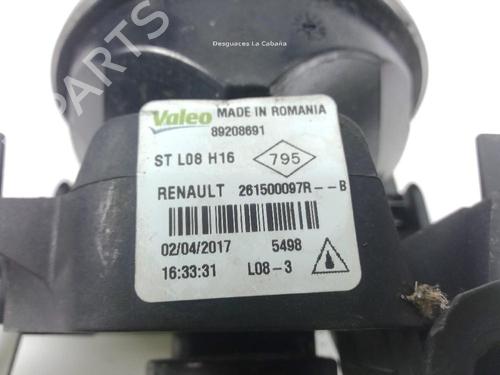 Desguaces La Cabaña
PARTS
Valeo MADE IN ROMANIA
89208691
ST L08 H16 795
RENAULT 261500097R--B
02/04/2017 5498
16:33:31 L08-3